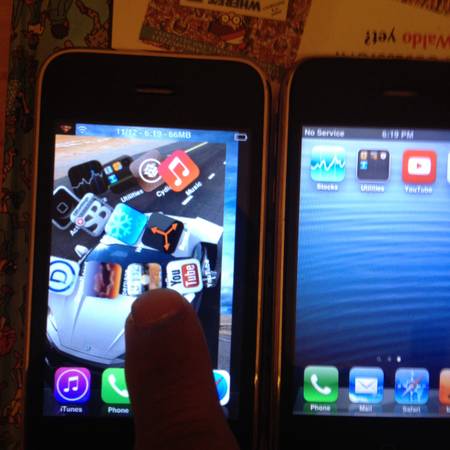 WHERE'S
Waldo
yet?
11/12 - 6:19 - 66MB
No Service 6:19 PM
Utilities
Music
Stocks Utilities YouTube
You
Tube
iTunes Phone
Phone Mail Safari